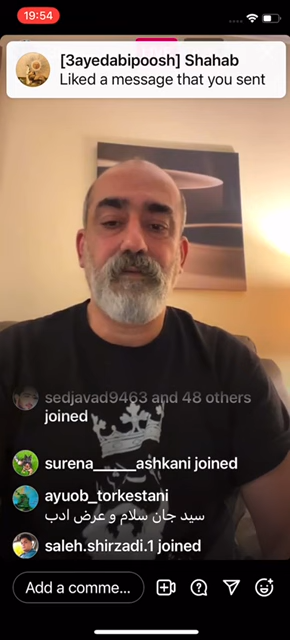 19:54
[3ayedabipoosh] Shahab
Liked a message that you sent
sedjavad9463 and 48 others
joined
surena_____ashkani joined
ayuob_torkestani
سید جان سلام و عرض ادب
saleh.shirzadi.1 joined
Add a comme...